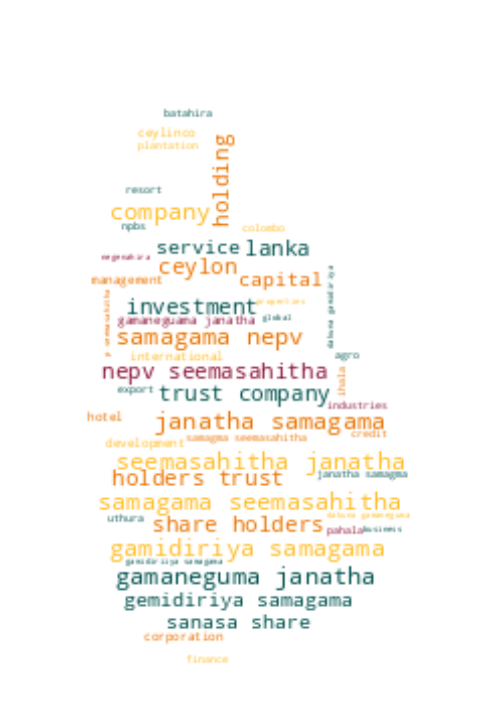 batahira
ceylinco
plantation
holding
resort
company
npbs
colombo
service lanka
negenahira
ceylon
management
capital
p seemasahitha
dakuna gamidiriya
investment
properties
gamaneguama janatha
global
samagama nepv
international
agro
nepv seemasahitha
ihala
export
trust company
industries
hotel
janatha samagama
credit
samagma seemasahitha
development
seemasahitha janatha
holders trust
janatha samagma
samagama seemasahitha
dakuna gamaneguma
uthura
share holders
pahala
business
gamidiriya samagama
gamidiriya samagama
gamaneguma janatha
gemidiriya samagama
sanasa share
corporation
finance